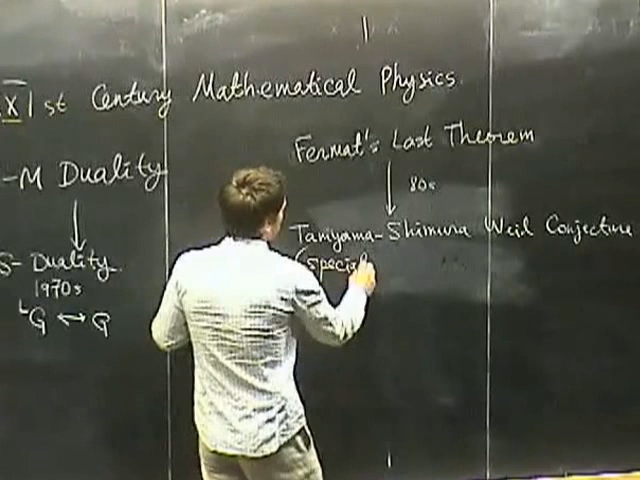 XXIst Century Mathematical Physics.
-M Duality
S-Duality
1970s
ᴸG ↔ G
Fermat's Last Theorem
80s
Taniyama-Shimura Weil Conjecture
(special